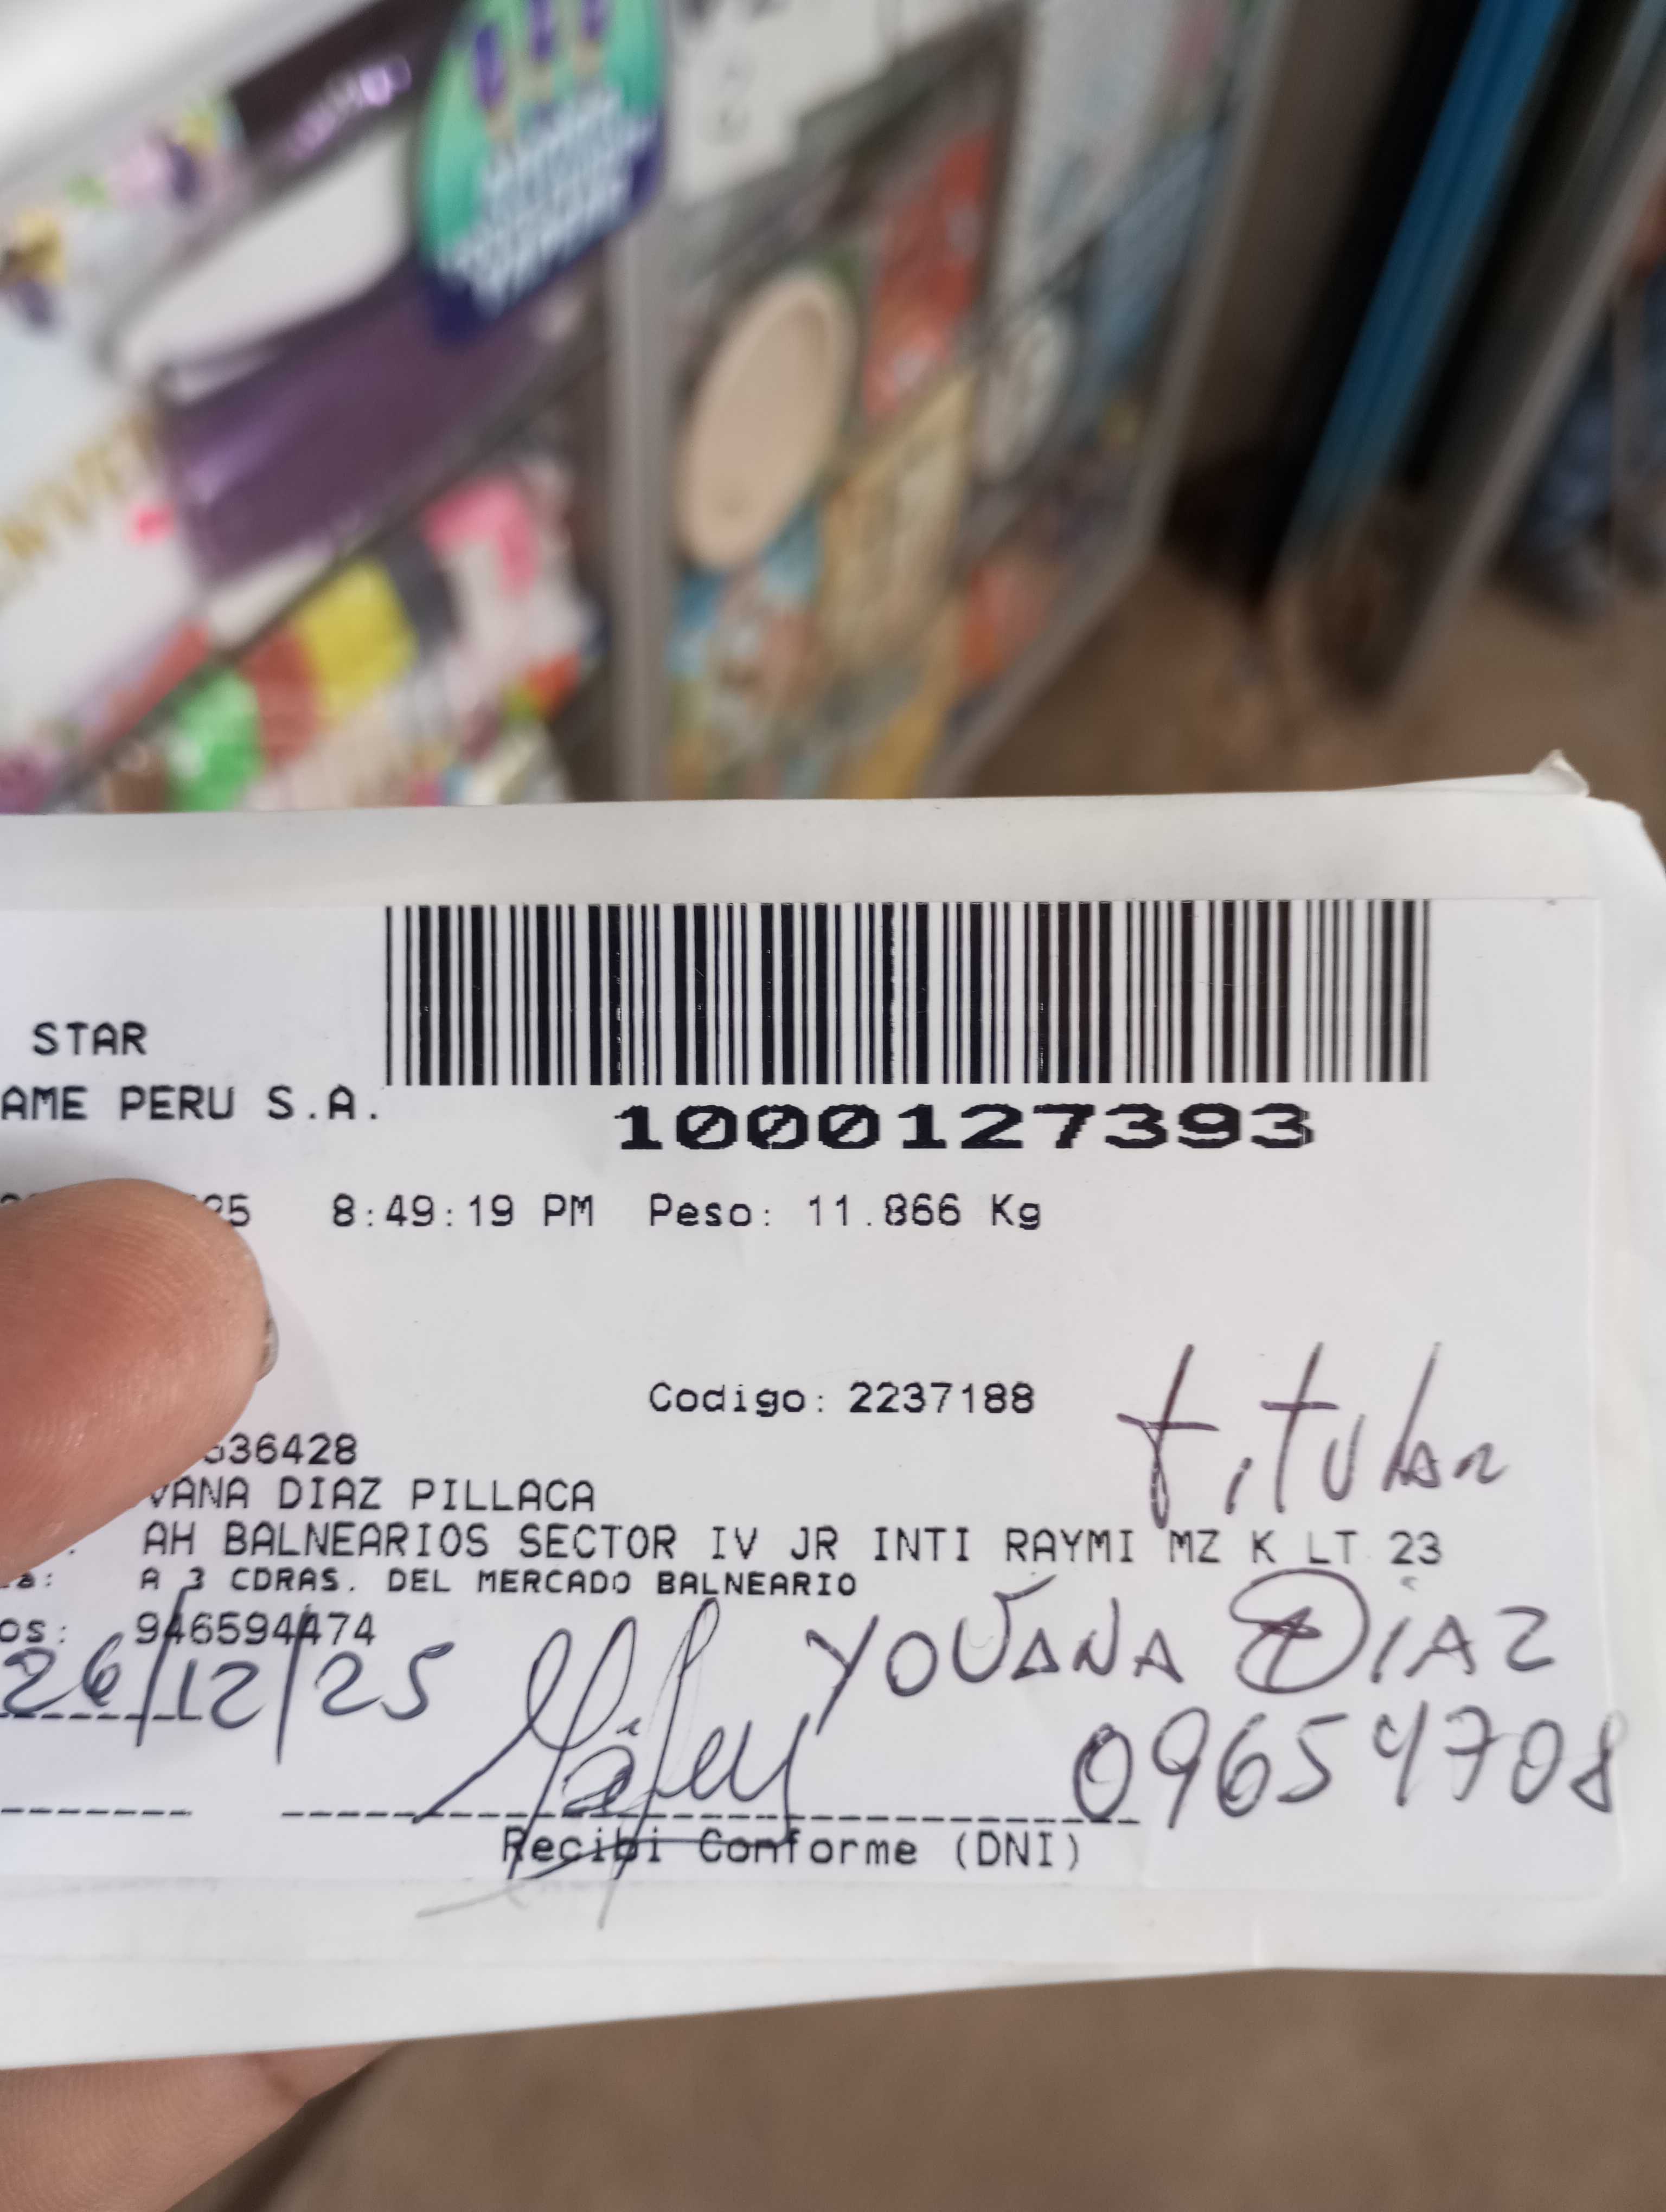 STAR
AME PERU S.A.
1000127393
25 8:49:19 PM Peso: 11.866 Kg
Codigo: 2237188
titular
636428
VANA DIAZ PILLACA
AH BALNEARIOS SECTOR IV JR INTI RAYMI MZ K LT 23
a: A 3 CDRAS. DEL MERCADO BALNEARIO
os: 946594474
26/12/25
YOVANA DIAZ
09654708
Recibi Conforme (DNI)